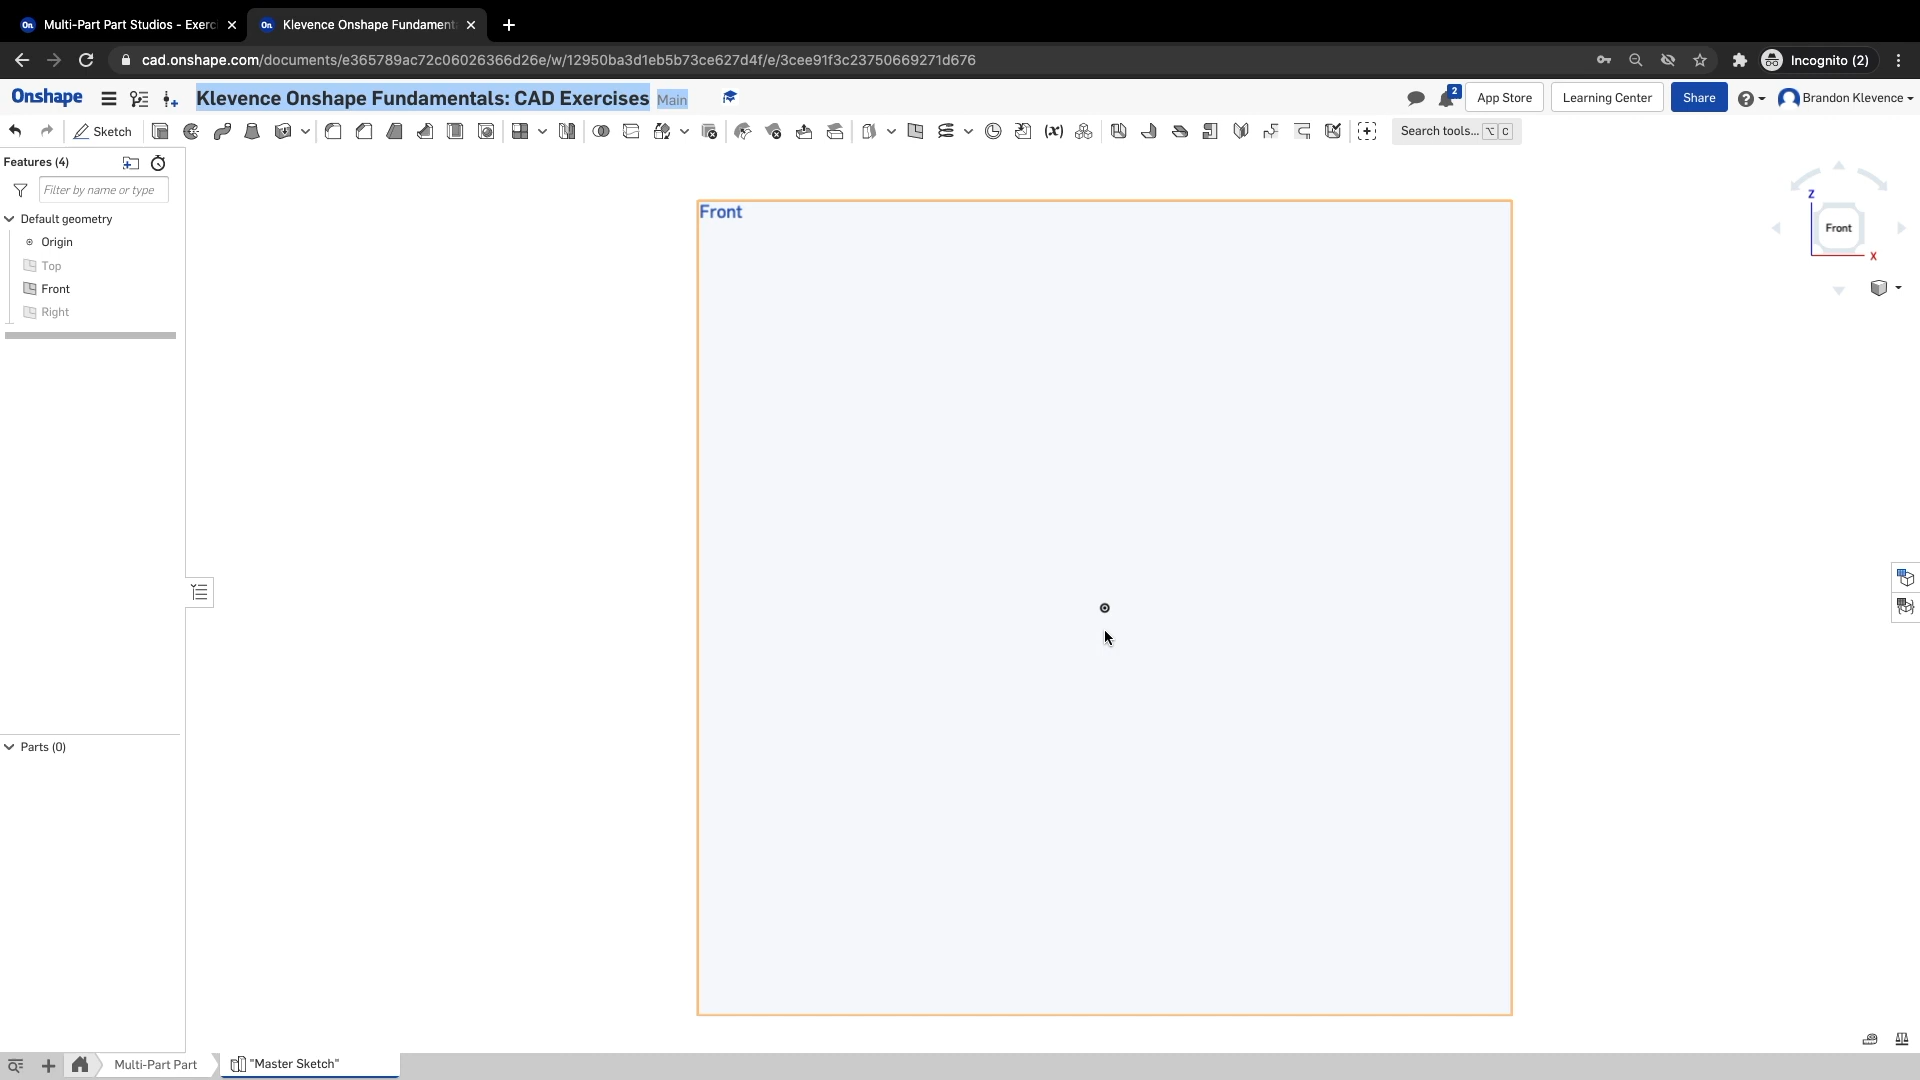 Multi-Part Part Studios - Exerc
Klevence Onshape Fundament
cad.onshape.com/documents/e365789ac72c06026366d26e/w/12950ba3d1eb5b73ce627d4f/e/3cee91f3c23750669271d676
Incognito (2)
Onshape
Klevence Onshape Fundamentals: CAD Exercises Main
2
App Store
Learning Center
Share
Brandon Klevence
Sketch
(x)
Search tools... ⌥ C
Features (4)
Filter by name or type
Default geometry
Origin
Top
Front
Right
Front
Z
Front
X
Parts (0)
Multi-Part Part
"Master Sketch"